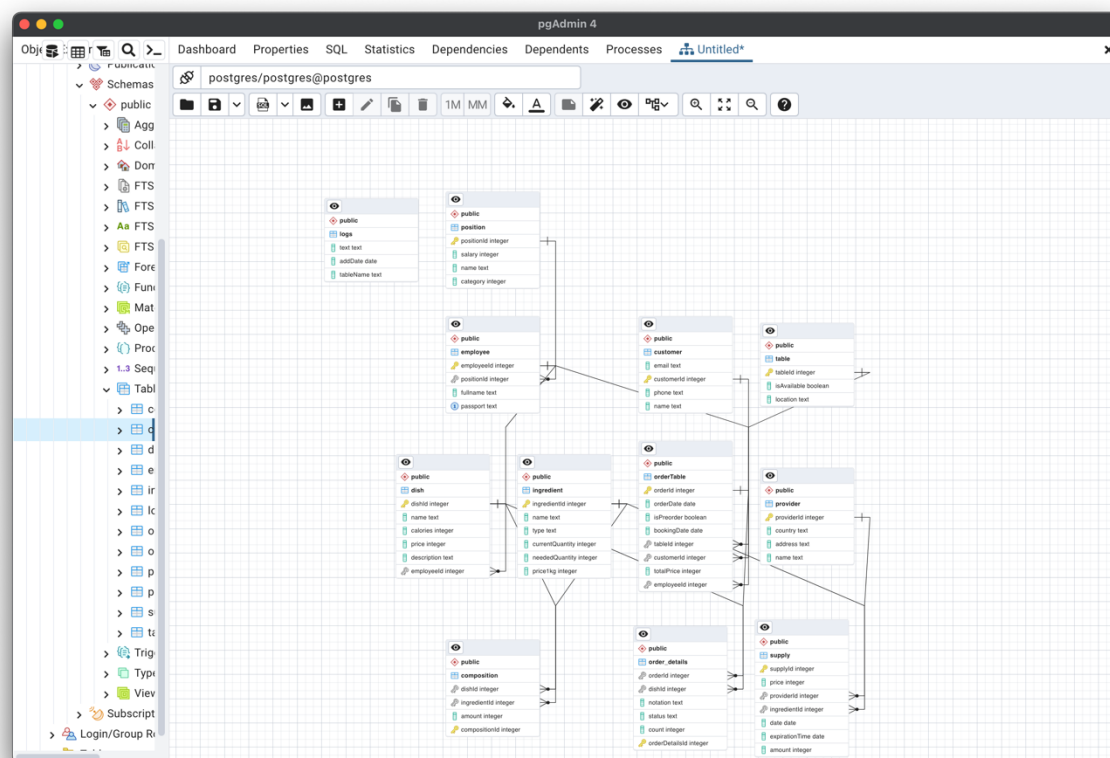 pgAdmin 4
Dashboard Properties SQL Statistics Dependencies Dependents Processes Untitled*
postgres/postgres@postgres
1M MM
Schemas
public
Agg
Coll
Dom
FTS
FTS
Aa FTS
FTS
Fore
Func
Mat
Ope
Proc
1..3 Seq
Tabl
c
d
e
in
lo
o
o
p
p
s
ta
Trig
Type
View
Subscript
Login/Group R
public
logs
text text
addDate date
tableName text
public
position
positionId integer
salary integer
name text
category integer
public
employee
employeeId integer
positionId integer
fullname text
passport text
public
customer
email text
customerId integer
phone text
name text
public
table
tableId integer
isAvailable boolean
location text
public
dish
dishId integer
name text
calories integer
price integer
description text
employeeId integer
public
ingredient
ingredientId integer
name text
type text
currentQuantity integer
neededQuantity integer
price1kg integer
public
orderTable
orderId integer
orderDate date
isPreorder boolean
bookingDate date
tableId integer
customerId integer
totalPrice integer
employeeId integer
public
provider
providerId integer
country text
address text
name text
public
composition
dishId integer
ingredientId integer
amount integer
compositionId integer
public
order_details
orderId integer
dishId integer
notation text
status text
count integer
orderDetailsId integer
public
supply
supplyId integer
price integer
providerId integer
ingredientId integer
date date
expirationTime date
amount integer